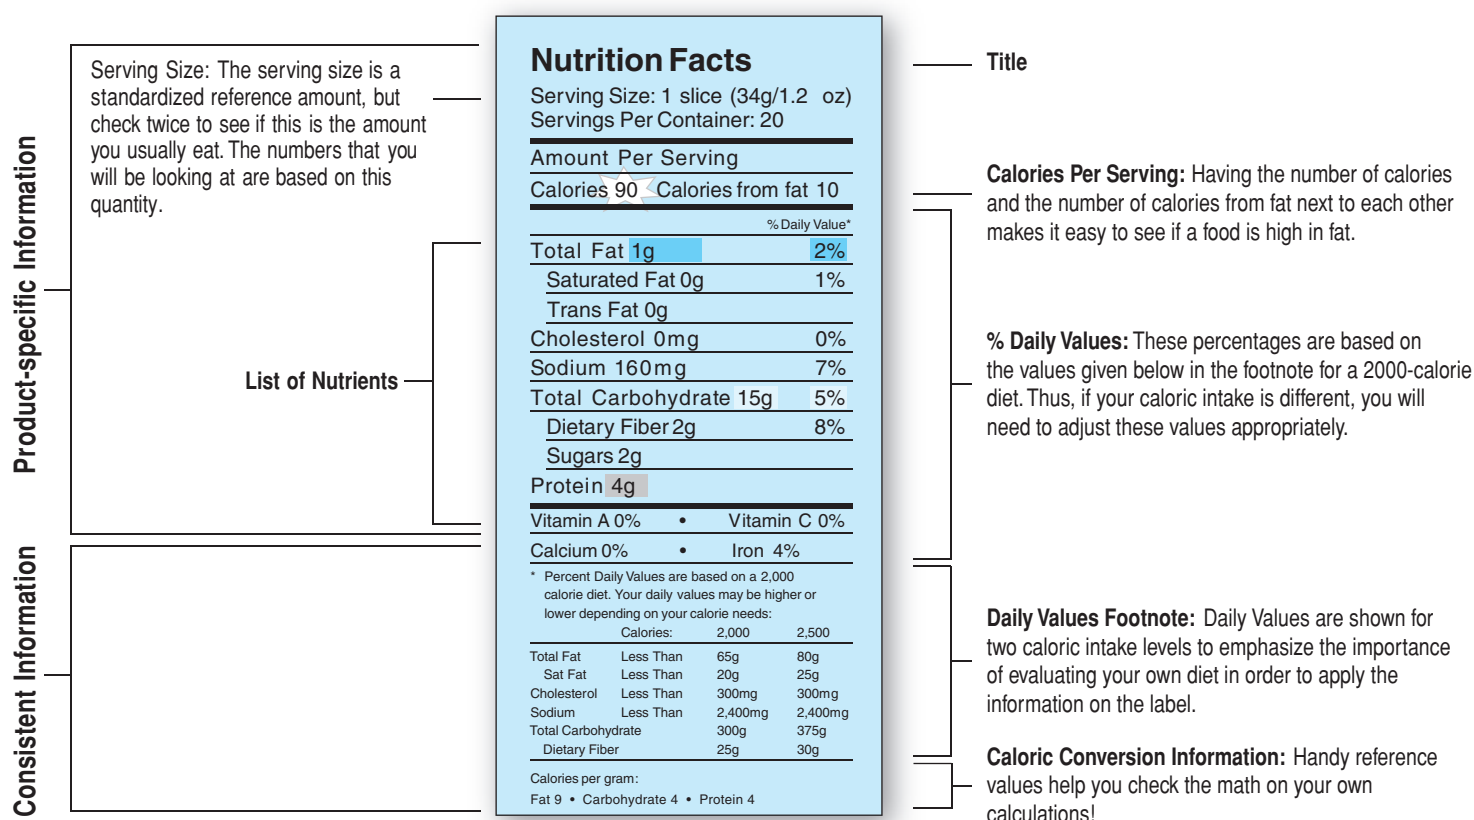 Product-specific Information
Serving Size: The serving size is a
standardized reference amount, but
check twice to see if this is the amount
you usually eat. The numbers that you
will be looking at are based on this
quantity.
List of Nutrients
Consistent Information
Nutrition Facts
Serving Size: 1 slice (34g/1.2 oz)
Servings Per Container: 20
Amount Per Serving
Calories 90 Calories from fat 10
% Daily Value*
Total Fat 1g 2%
Saturated Fat 0g 1%
Trans Fat 0g
Cholesterol 0mg 0%
Sodium 160mg 7%
Total Carbohydrate 15g 5%
Dietary Fiber 2g 8%
Sugars 2g
Protein 4g
Vitamin A 0% • Vitamin C 0%
Calcium 0% • Iron 4%
* Percent Daily Values are based on a 2,000
calorie diet. Your daily values may be higher or
lower depending on your calorie needs:
Calories: 2,000 2,500
Total Fat Less Than 65g 80g
Sat Fat Less Than 20g 25g
Cholesterol Less Than 300mg 300mg
Sodium Less Than 2,400mg 2,400mg
Total Carbohydrate 300g 375g
Dietary Fiber 25g 30g
Calories per gram:
Fat 9 • Carbohydrate 4 • Protein 4
Title
Calories Per Serving: Having the number of calories
and the number of calories from fat next to each other
makes it easy to see if a food is high in fat.
% Daily Values: These percentages are based on
the values given below in the footnote for a 2000-calorie
diet. Thus, if your caloric intake is different, you will
need to adjust these values appropriately.
Daily Values Footnote: Daily Values are shown for
two caloric intake levels to emphasize the importance
of evaluating your own diet in order to apply the
information on the label.
Caloric Conversion Information: Handy reference
values help you check the math on your own
calculations!